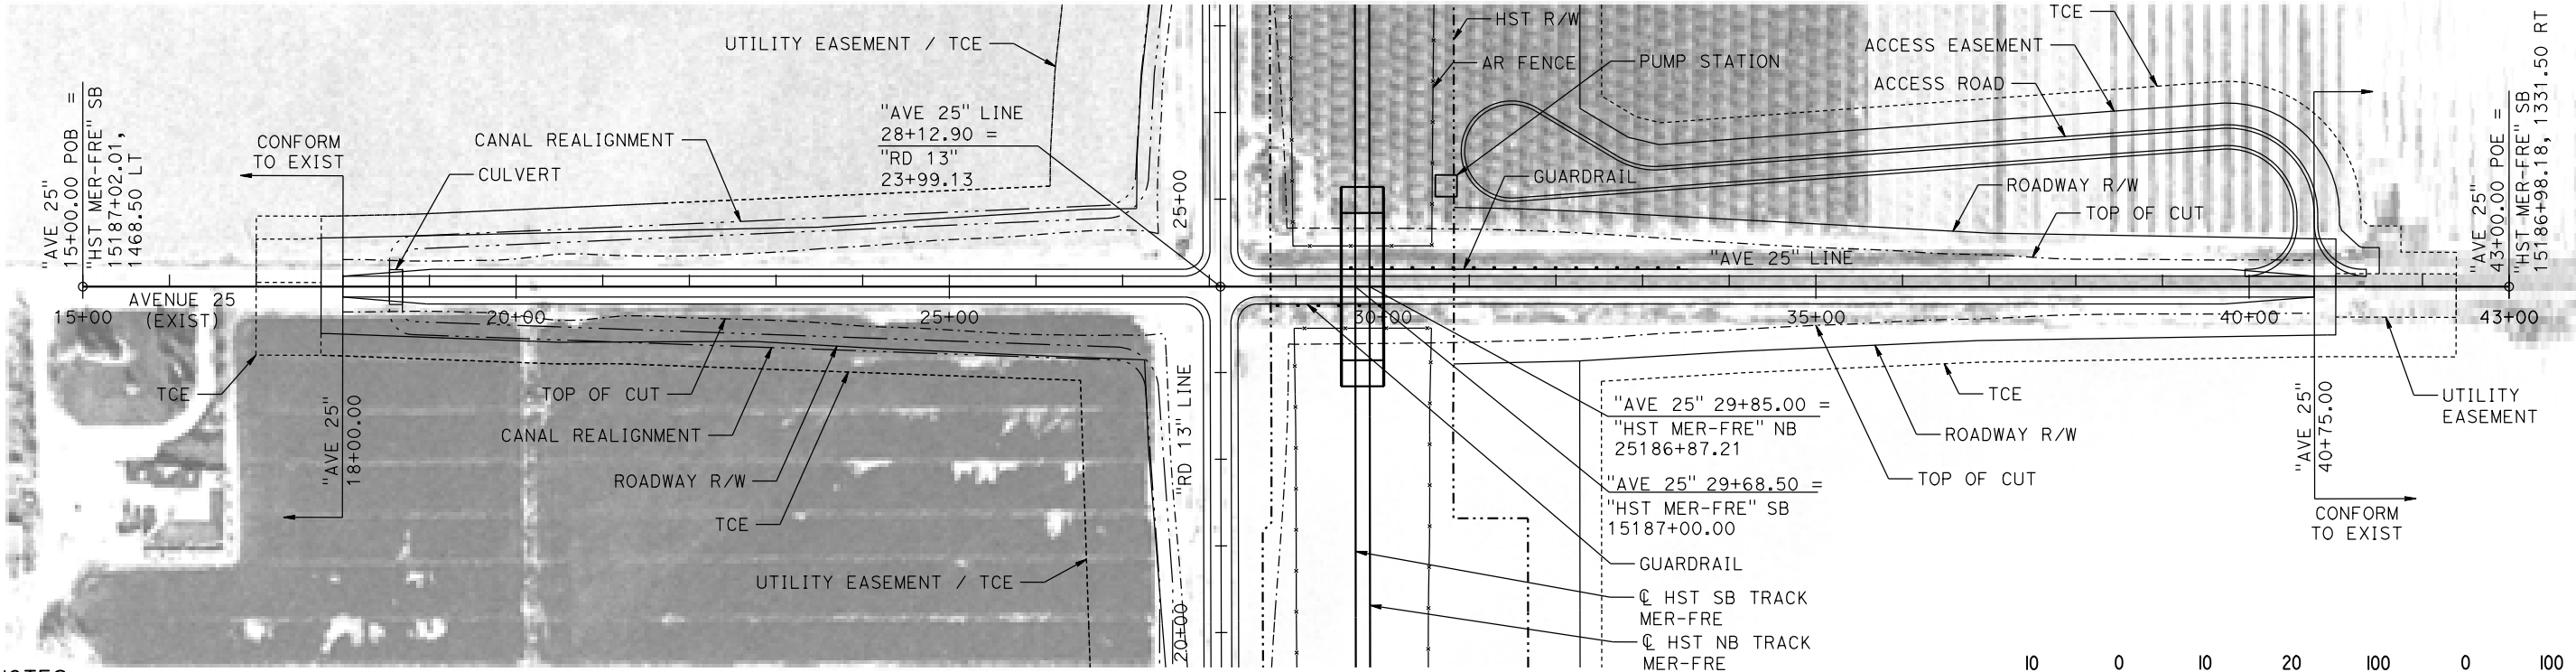 "AVE 25"
15+00.00 POB =
"HST MER-FRE" SB
15187+02.01,
1468.50 LT
CONFORM
TO EXIST
CANAL REALIGNMENT
CULVERT
UTILITY EASEMENT / TCE
"AVE 25" LINE
28+12.90 =
"RD 13"
23+99.13
25+00
HST R/W
AR FENCE
PUMP STATION
GUARDRAIL
TCE
ACCESS EASEMENT
ACCESS ROAD
ROADWAY R/W
TOP OF CUT
"AVE 25" LINE
"AVE 25"
43+00.00 POE =
"HST MER-FRE" SB
15186+98.18, 1331.50 RT
15+00
AVENUE 25
(EXIST)
20+00
25+00
30+00
35+00
40+00
43+00
TCE
"AVE 25"
18+00.00
TOP OF CUT
CANAL REALIGNMENT
ROADWAY R/W
TCE
UTILITY EASEMENT / TCE
"RD 13" LINE
20+00
"AVE 25" 29+85.00 =
"HST MER-FRE" NB
25186+87.21
"AVE 25" 29+68.50 =
"HST MER-FRE" SB
15187+00.00
GUARDRAIL
℄ HST SB TRACK
MER-FRE
℄ HST NB TRACK
MER-FRE
TCE
ROADWAY R/W
TOP OF CUT
"AVE 25"
40+75.00
UTILITY
EASEMENT
CONFORM
TO EXIST
10 0 10 20 100 0 100